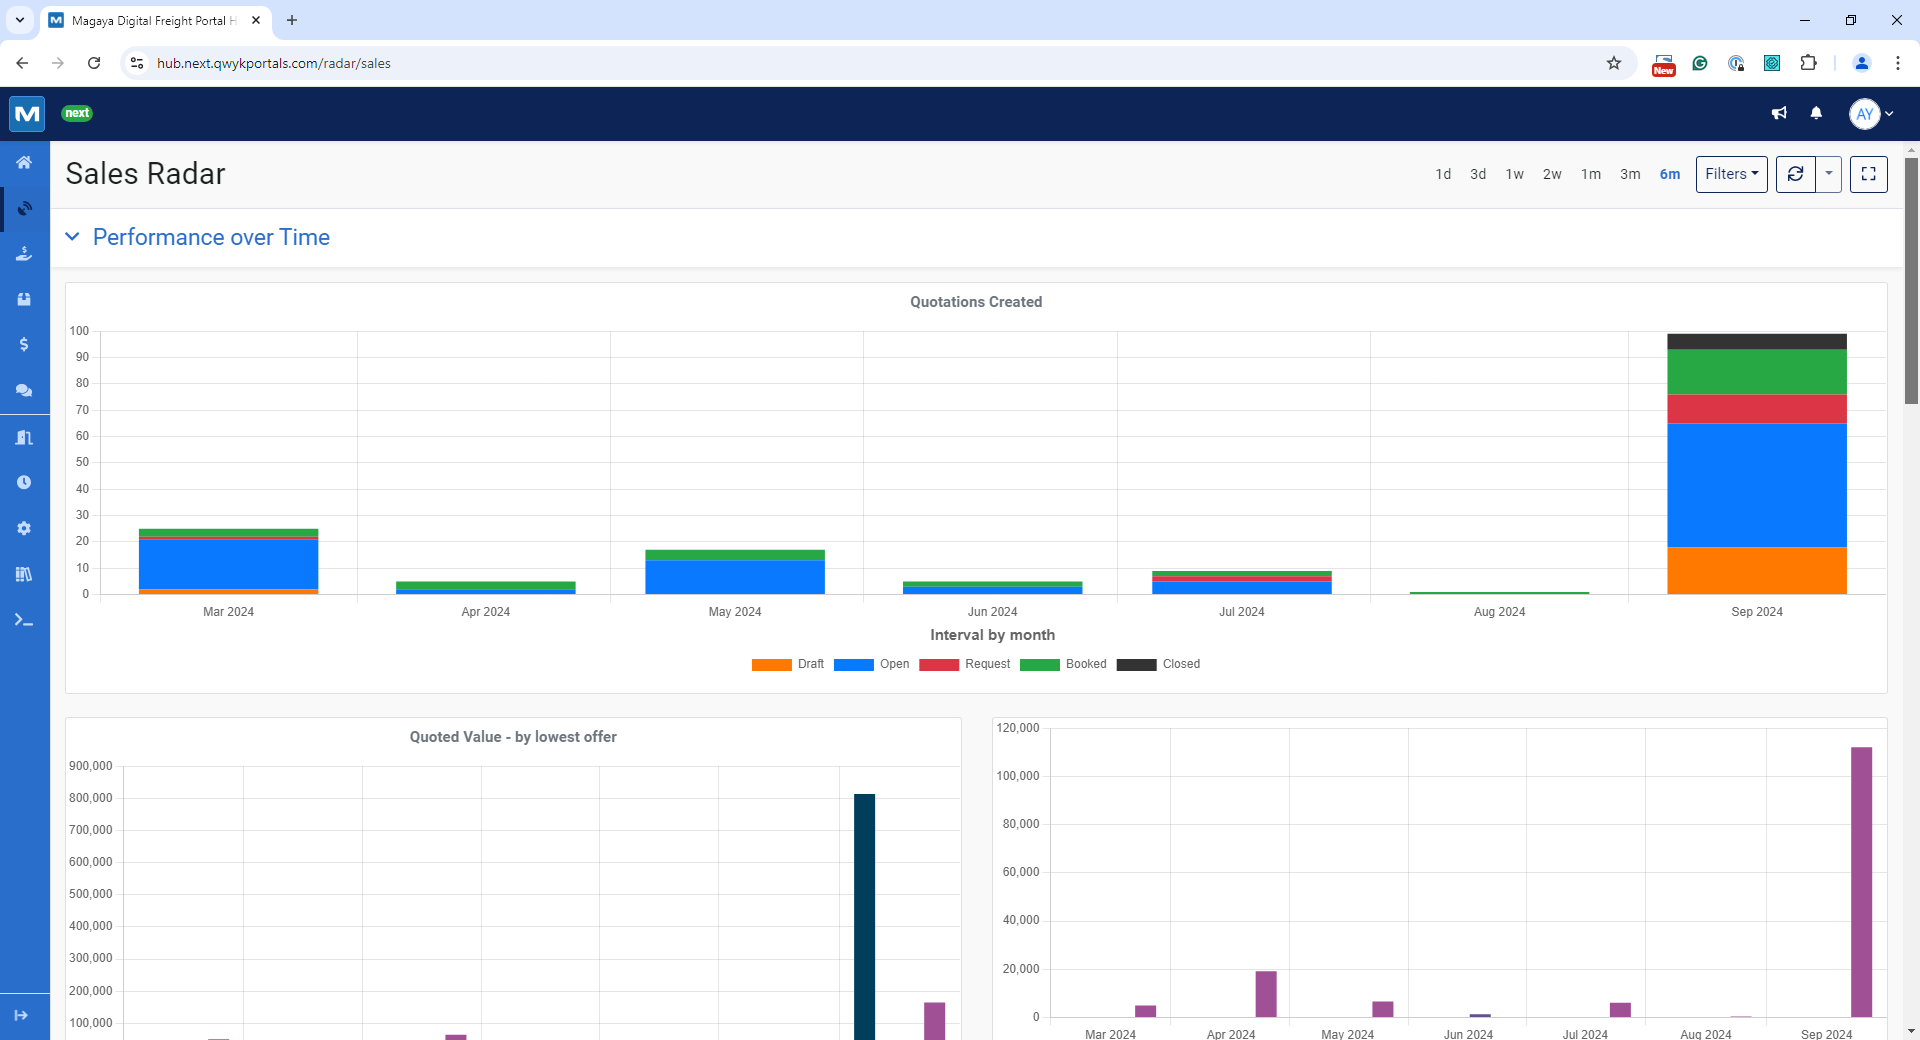 Magaya Digital Freight Portal H
hub.next.qwykportals.com/radar/sales
New
next
AY
Sales Radar
1d 3d 1w 2w 1m 3m 6m Filters
Performance over Time
Quotations Created
100
90
80
70
60
50
40
30
20
10
0
Mar 2024 Apr 2024 May 2024 Jun 2024 Jul 2024 Aug 2024 Sep 2024
Interval by month
Draft Open Request Booked Closed
Quoted Value - by lowest offer
900,000
800,000
700,000
600,000
500,000
400,000
300,000
200,000
100,000
120,000
100,000
80,000
60,000
40,000
20,000
0
Mar 2024 Apr 2024 May 2024 Jun 2024 Jul 2024 Aug 2024 Sep 2024